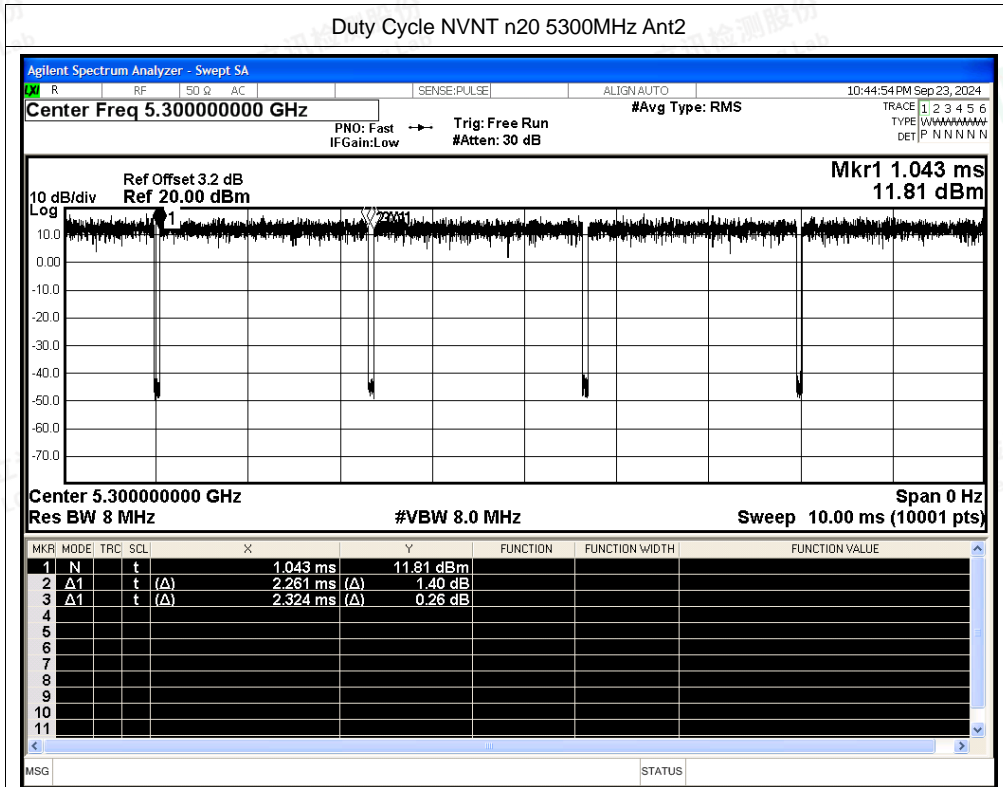 Duty Cycle NVNT n20 5300MHz Ant2
Agilent Spectrum Analyzer - Swept SA
LXI R RF 50 Ω AC SENSE:PULSE ALIGN AUTO 10:44:54 PM Sep 23, 2024
Center Freq 5.300000000 GHz #Avg Type: RMS TRACE 1 2 3 4 5 6
PNO: Fast Trig: Free Run TYPE WWWWWW
IFGain:Low #Atten: 30 dB DET P N N N N N
Mkr1 1.043 ms
Ref Offset 3.2 dB
10 dB/div Ref 20.00 dBm 11.81 dBm
Log
1
10.0
0.00
-10.0
-20.0
-30.0
-40.0
-50.0
-60.0
-70.0
Center 5.300000000 GHz Span 0 Hz
Res BW 8 MHz #VBW 8.0 MHz Sweep 10.00 ms (10001 pts)
MKR MODE TRC SCL X Y FUNCTION FUNCTION WIDTH FUNCTION VALUE
1 N t 1.043 ms 11.81 dBm
2 Δ1 t (Δ) 2.261 ms (Δ) 1.40 dB
3 Δ1 t (Δ) 2.324 ms (Δ) 0.26 dB
4
5
6
7
8
9
10
11
MSG STATUS